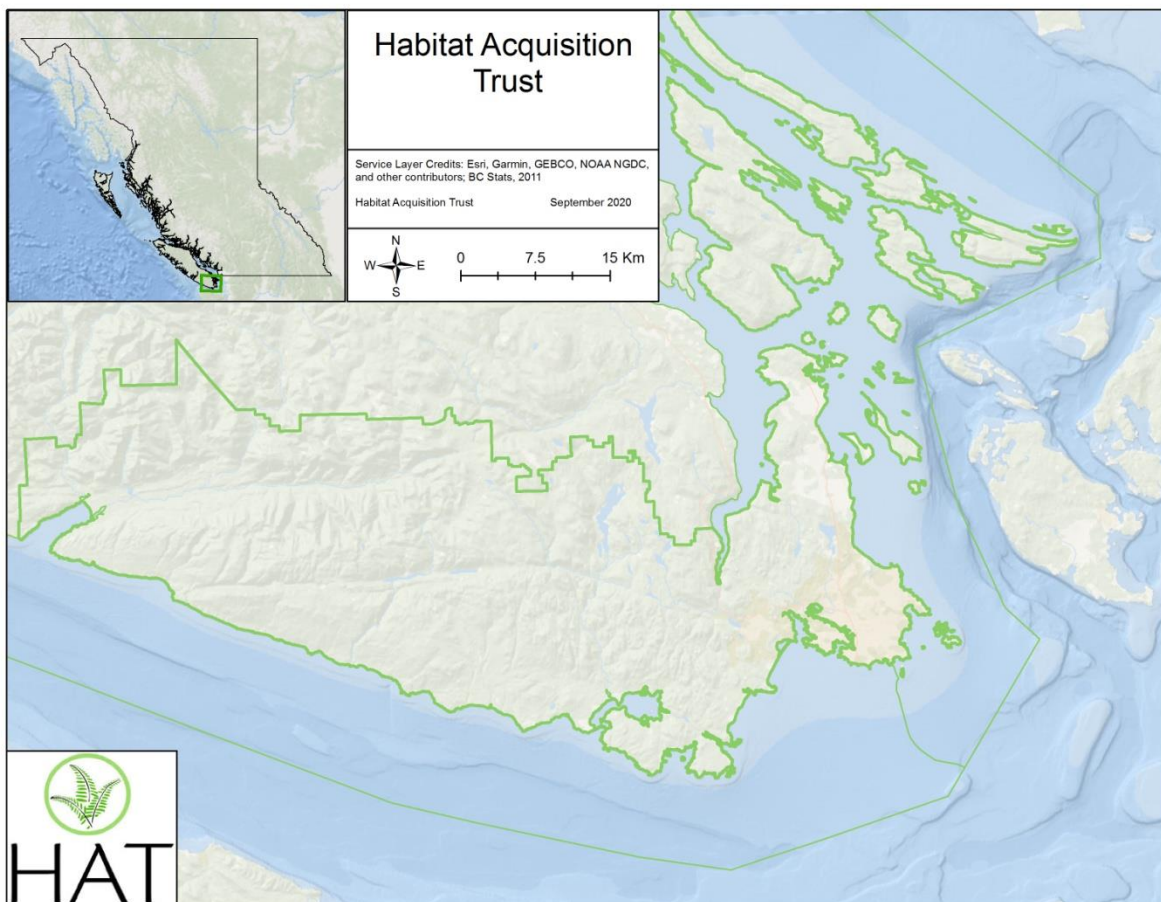 Habitat Acquisition
Trust
Service Layer Credits: Esri, Garmin, GEBCO, NOAA NGDC,
and other contributors; BC Stats, 2011
Habitat Acquisition Trust September 2020
N
W E
S
0 7.5 15 Km
HAT